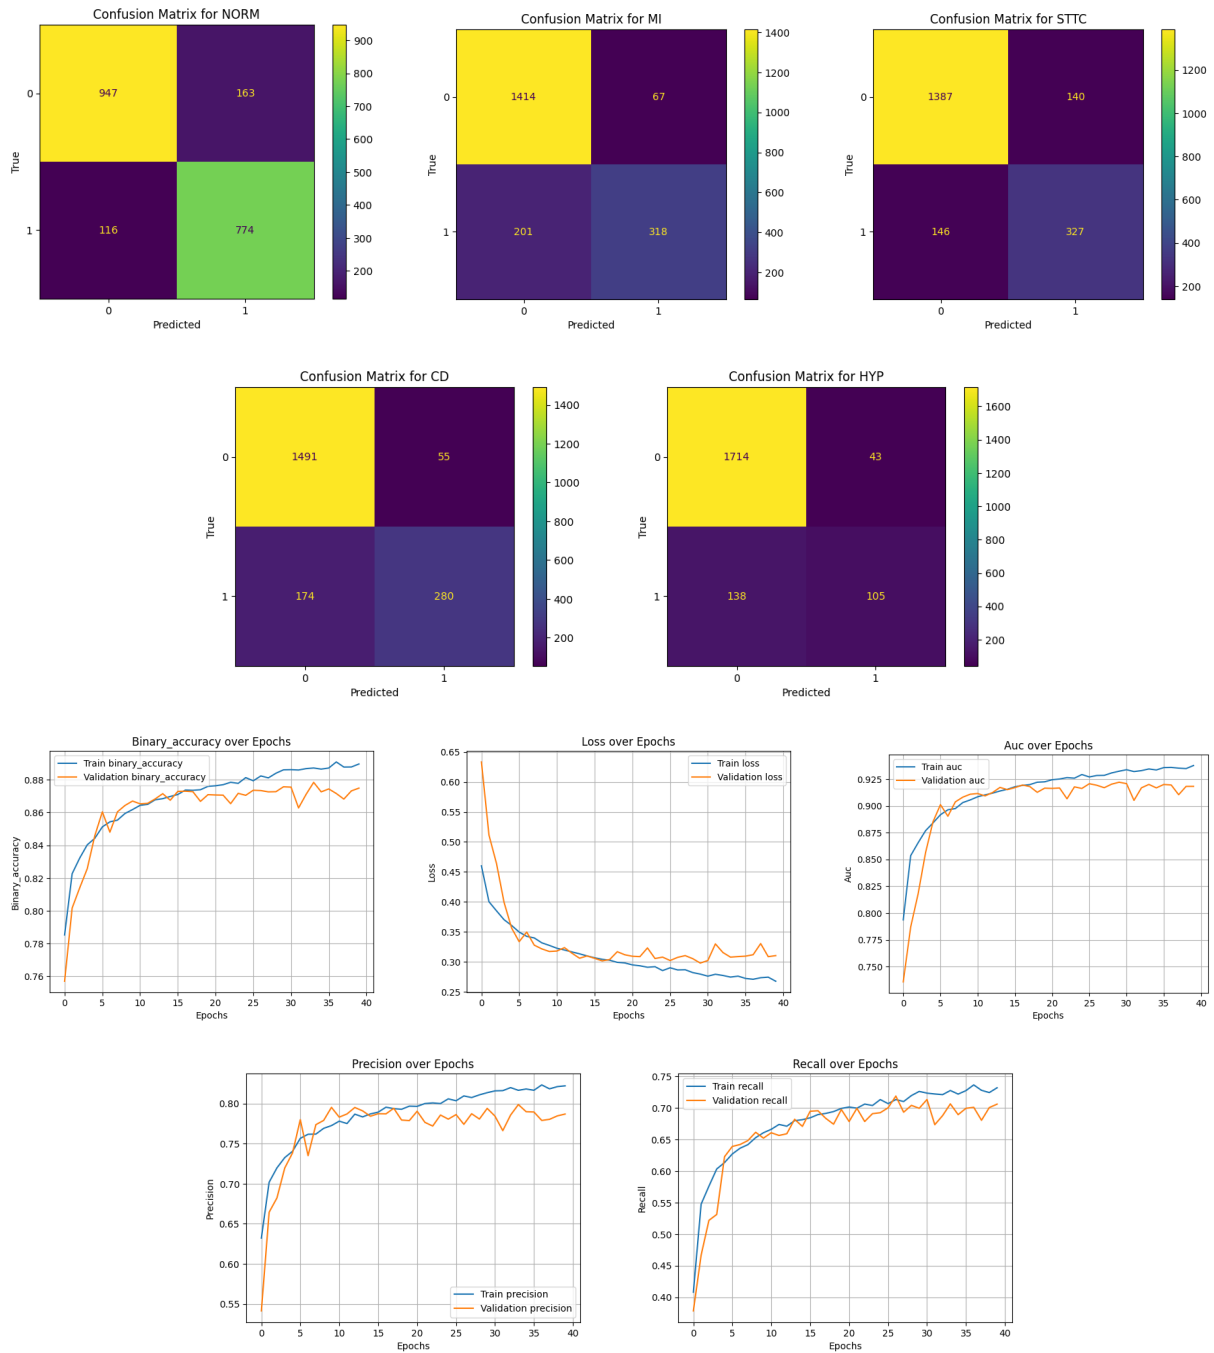 Confusion Matrix for NORM
947 163
116 774
0
1
0 1
True
Predicted
900
800
700
600
500
400
300
200
Confusion Matrix for MI
1414 67
201 318
0
1
0 1
True
Predicted
1400
1200
1000
800
600
400
200
Confusion Matrix for STTC
1387 140
146 327
0
1
0 1
True
Predicted
1200
1000
800
600
400
200
Confusion Matrix for CD
1491 55
174 280
0
1
0 1
True
Predicted
1400
1200
1000
800
600
400
200
Confusion Matrix for HYP
1714 43
138 105
0
1
0 1
True
Predicted
1600
1400
1200
1000
800
600
400
200
Binary_accuracy over Epochs
Train binary_accuracy
Validation binary_accuracy
Binary_accuracy
0.88
0.86
0.84
0.82
0.80
0.78
0.76
0 5 10 15 20 25 30 35 40
Epochs
Loss over Epochs
Train loss
Validation loss
Loss
0.65
0.60
0.55
0.50
0.45
0.40
0.35
0.30
0.25
0 5 10 15 20 25 30 35 40
Epochs
Auc over Epochs
Train auc
Validation auc
Auc
0.925
0.900
0.875
0.850
0.825
0.800
0.775
0.750
0 5 10 15 20 25 30 35 40
Epochs
Precision over Epochs
Train precision
Validation precision
Precision
0.80
0.75
0.70
0.65
0.60
0.55
0 5 10 15 20 25 30 35 40
Epochs
Recall over Epochs
Train recall
Validation recall
Recall
0.75
0.70
0.65
0.60
0.55
0.50
0.45
0.40
0 5 10 15 20 25 30 35 40
Epochs